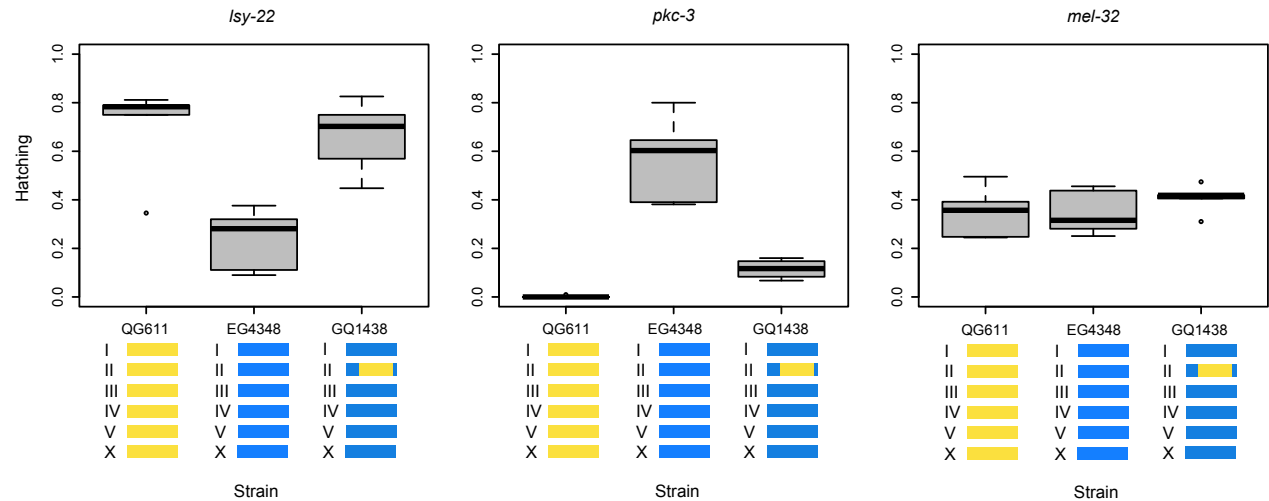 lsy-22
pkc-3
mel-32
Hatching
1.0
0.8
0.6
0.4
0.2
0.0
QG611
EG4348
GQ1438
I
II
III
IV
V
X
I
II
III
IV
V
X
I
II
III
IV
V
X
Strain
1.0
0.8
0.6
0.4
0.2
0.0
QG611
EG4348
GQ1438
I
II
III
IV
V
X
I
II
III
IV
V
X
I
II
III
IV
V
X
Strain
1.0
0.8
0.6
0.4
0.2
0.0
QG611
EG4348
GQ1438
I
II
III
IV
V
X
I
II
III
IV
V
X
I
II
III
IV
V
X
Strain